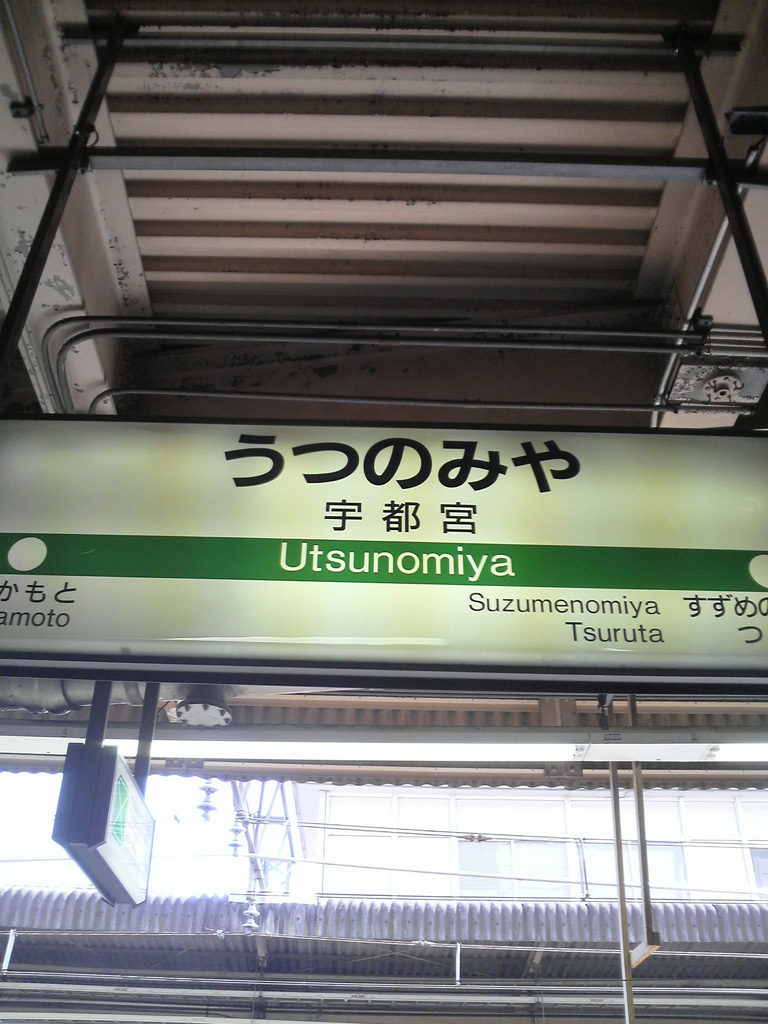 うつのみや
宇都宮
Utsunomiya
かもと
amoto
Suzumenomiya すずめの
Tsuruta つ